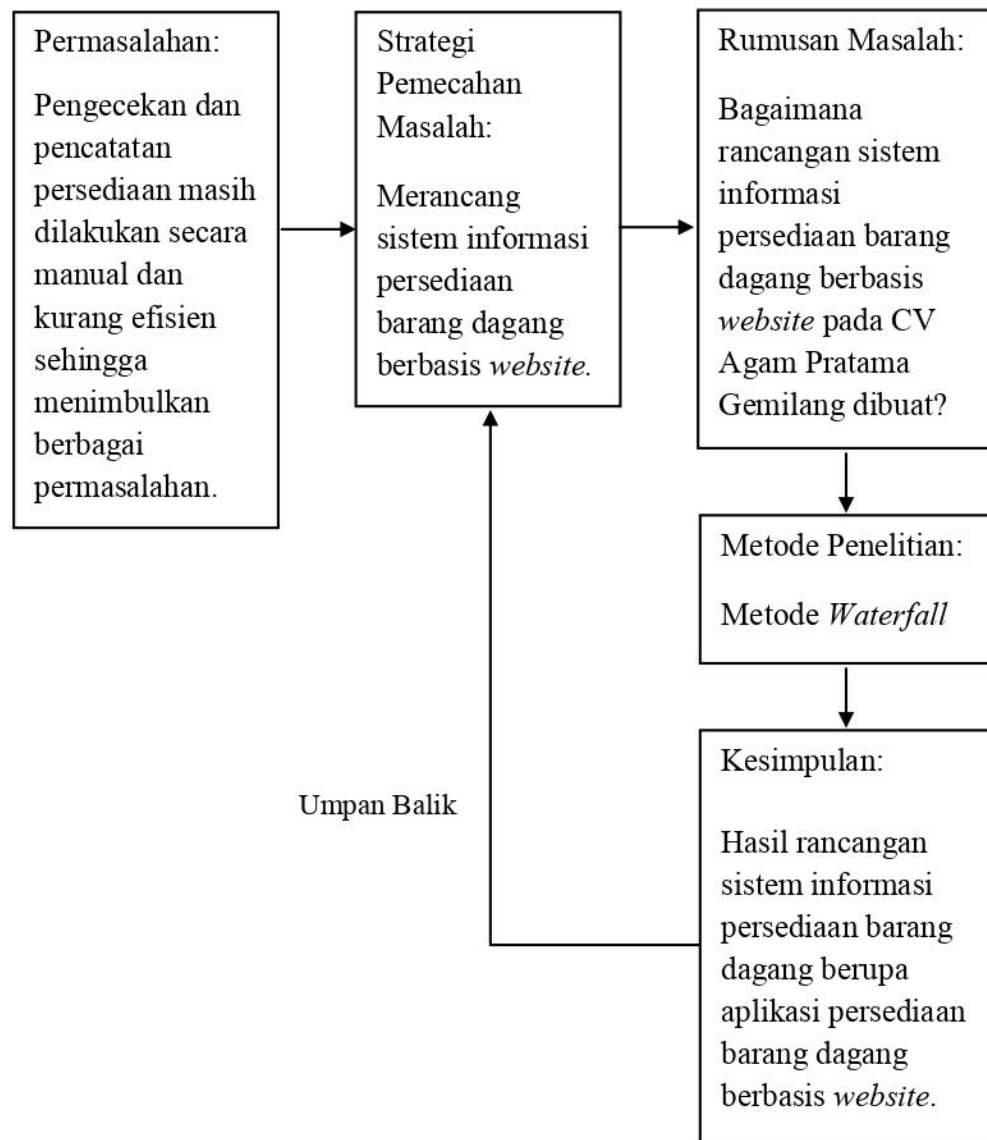 Permasalahan:
Pengecekan dan
pencatatan
persediaan masih
dilakukan secara
manual dan
kurang efisien
sehingga
menimbulkan
berbagai
permasalahan.
Strategi
Pemecahan
Masalah:
Merancang
sistem informasi
persediaan
barang dagang
berbasis website.
Rumusan Masalah:
Bagaimana
rancangan sistem
informasi
persediaan barang
dagang berbasis
website pada CV
Agam Pratama
Gemilang dibuat?
Metode Penelitian:
Metode Waterfall
Kesimpulan:
Hasil rancangan
sistem informasi
persediaan barang
dagang berupa
aplikasi persediaan
barang dagang
berbasis website.
Umpan Balik